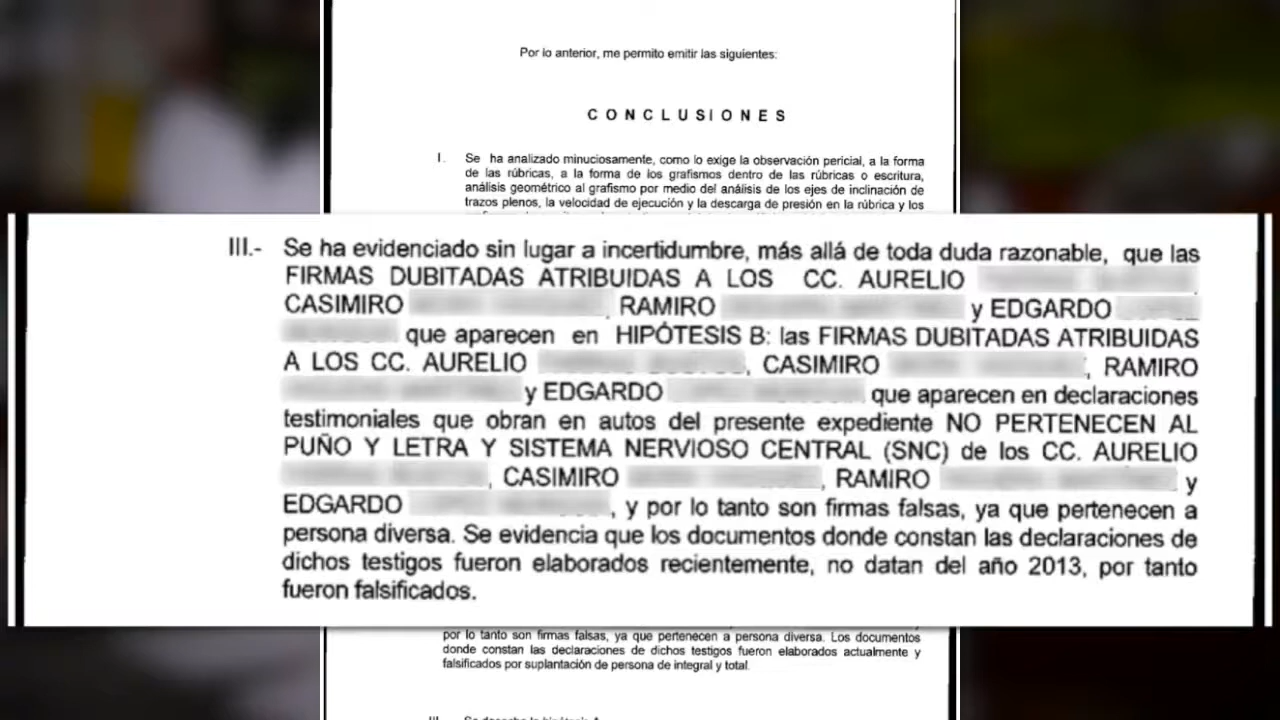 Por lo anterior, me permito emitir las siguientes:
CONCLUSIONES
I. Se ha analizado minuciosamente, como lo exige la observación pericial, a la forma
de las rúbricas, a la forma de los grafismos dentro de las rúbricas o escritura,
análisis geométrico al grafismo por medio del análisis de los ejes de inclinación de
trazos plenos, la velocidad de ejecución y la descarga de presión en la rúbrica y los
III.- Se ha evidenciado sin lugar a incertidumbre, más allá de toda duda razonable, que las
FIRMAS DUBITADAS ATRIBUIDAS A LOS CC. AURELIO
CASIMIRO , RAMIRO y EDGARDO
que aparecen en HIPÓTESIS B: las FIRMAS DUBITADAS ATRIBUIDAS
A LOS CC. AURELIO , CASIMIRO , RAMIRO
y EDGARDO que aparecen en declaraciones
testimoniales que obran en autos del presente expediente NO PERTENECEN AL
PUÑO Y LETRA Y SISTEMA NERVIOSO CENTRAL (SNC) de los CC. AURELIO
, CASIMIRO , RAMIRO y
EDGARDO , y por lo tanto son firmas falsas, ya que pertenecen a
persona diversa. Se evidencia que los documentos donde constan las declaraciones de
dichos testigos fueron elaborados recientemente, no datan del año 2013, por tanto
fueron falsificados.
por lo tanto son firmas falsas, ya que pertenecen a persona diversa. Los documentos
donde constan las declaraciones de dichos testigos fueron elaborados actualmente y
falsificados por suplantación de persona de integral y total.